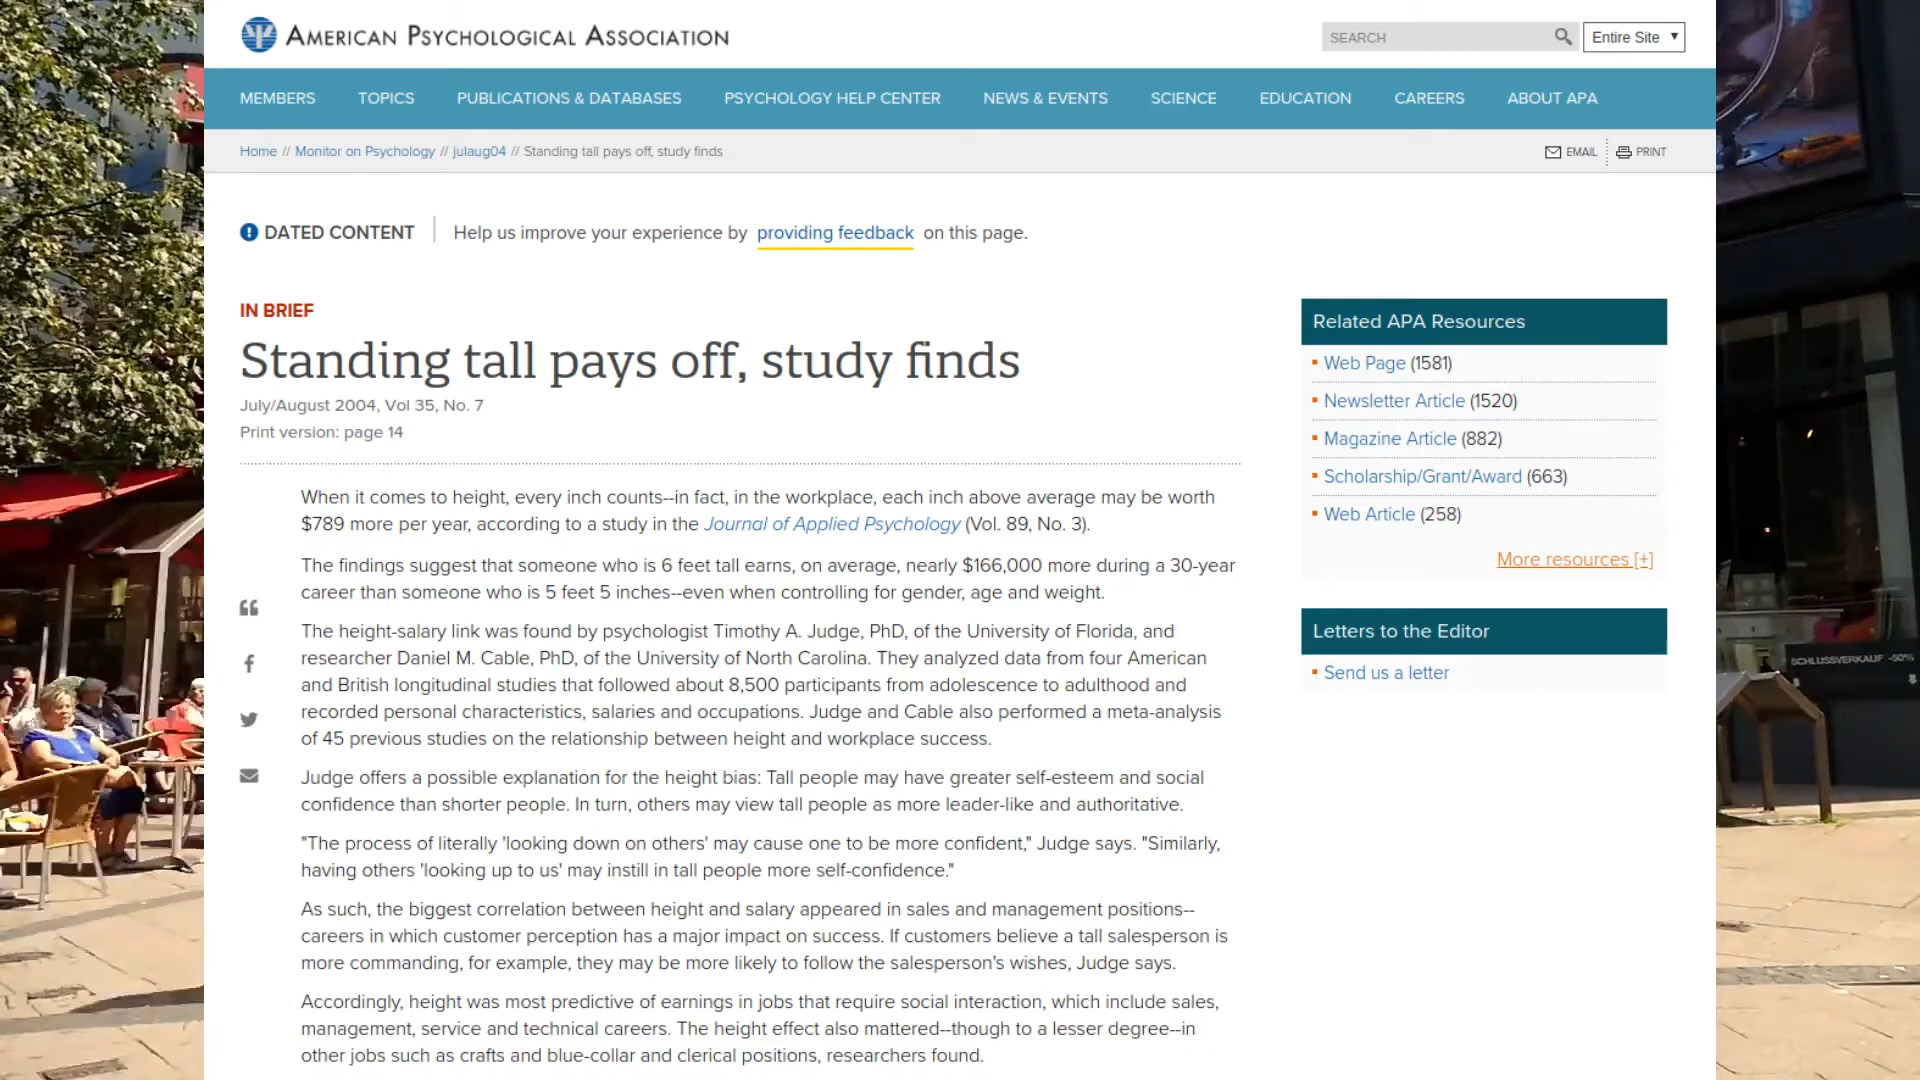 AMERICAN PSYCHOLOGICAL ASSOCIATION
SEARCH
Entire Site
MEMBERS TOPICS PUBLICATIONS & DATABASES PSYCHOLOGY HELP CENTER NEWS & EVENTS SCIENCE EDUCATION CAREERS ABOUT APA
Home // Monitor on Psychology // julaug04 // Standing tall pays off, study finds
EMAIL
PRINT
DATED CONTENT
Help us improve your experience by providing feedback on this page.
IN BRIEF
Standing tall pays off, study finds
July/August 2004, Vol 35, No. 7
Print version: page 14
When it comes to height, every inch counts--in fact, in the workplace, each inch above average may be worth
$789 more per year, according to a study in the Journal of Applied Psychology (Vol. 89, No. 3).
The findings suggest that someone who is 6 feet tall earns, on average, nearly $166,000 more during a 30-year
career than someone who is 5 feet 5 inches--even when controlling for gender, age and weight.
The height-salary link was found by psychologist Timothy A. Judge, PhD, of the University of Florida, and
researcher Daniel M. Cable, PhD, of the University of North Carolina. They analyzed data from four American
and British longitudinal studies that followed about 8,500 participants from adolescence to adulthood and
recorded personal characteristics, salaries and occupations. Judge and Cable also performed a meta-analysis
of 45 previous studies on the relationship between height and workplace success.
Judge offers a possible explanation for the height bias: Tall people may have greater self-esteem and social
confidence than shorter people. In turn, others may view tall people as more leader-like and authoritative.
"The process of literally 'looking down on others' may cause one to be more confident," Judge says. "Similarly,
having others 'looking up to us' may instill in tall people more self-confidence."
As such, the biggest correlation between height and salary appeared in sales and management positions--
careers in which customer perception has a major impact on success. If customers believe a tall salesperson is
more commanding, for example, they may be more likely to follow the salesperson's wishes, Judge says.
Accordingly, height was most predictive of earnings in jobs that require social interaction, which include sales,
management, service and technical careers. The height effect also mattered--though to a lesser degree--in
other jobs such as crafts and blue-collar and clerical positions, researchers found.
Related APA Resources
Web Page (1581)
Newsletter Article (1520)
Magazine Article (882)
Scholarship/Grant/Award (663)
Web Article (258)
More resources [+]
Letters to the Editor
Send us a letter
SCHLUSSVERKAUF -50%